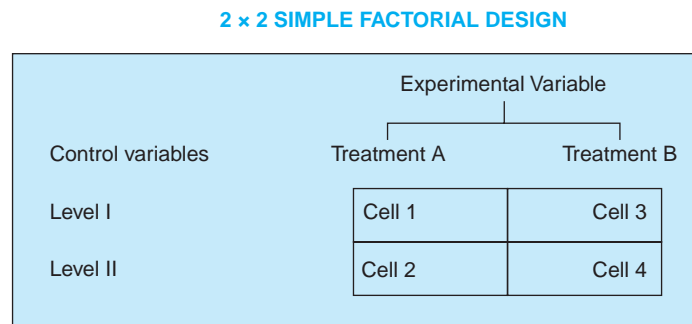 2 × 2 SIMPLE FACTORIAL DESIGN
Experimental Variable
Control variables Treatment A Treatment B
Level I Cell 1 Cell 3
Level II Cell 2 Cell 4